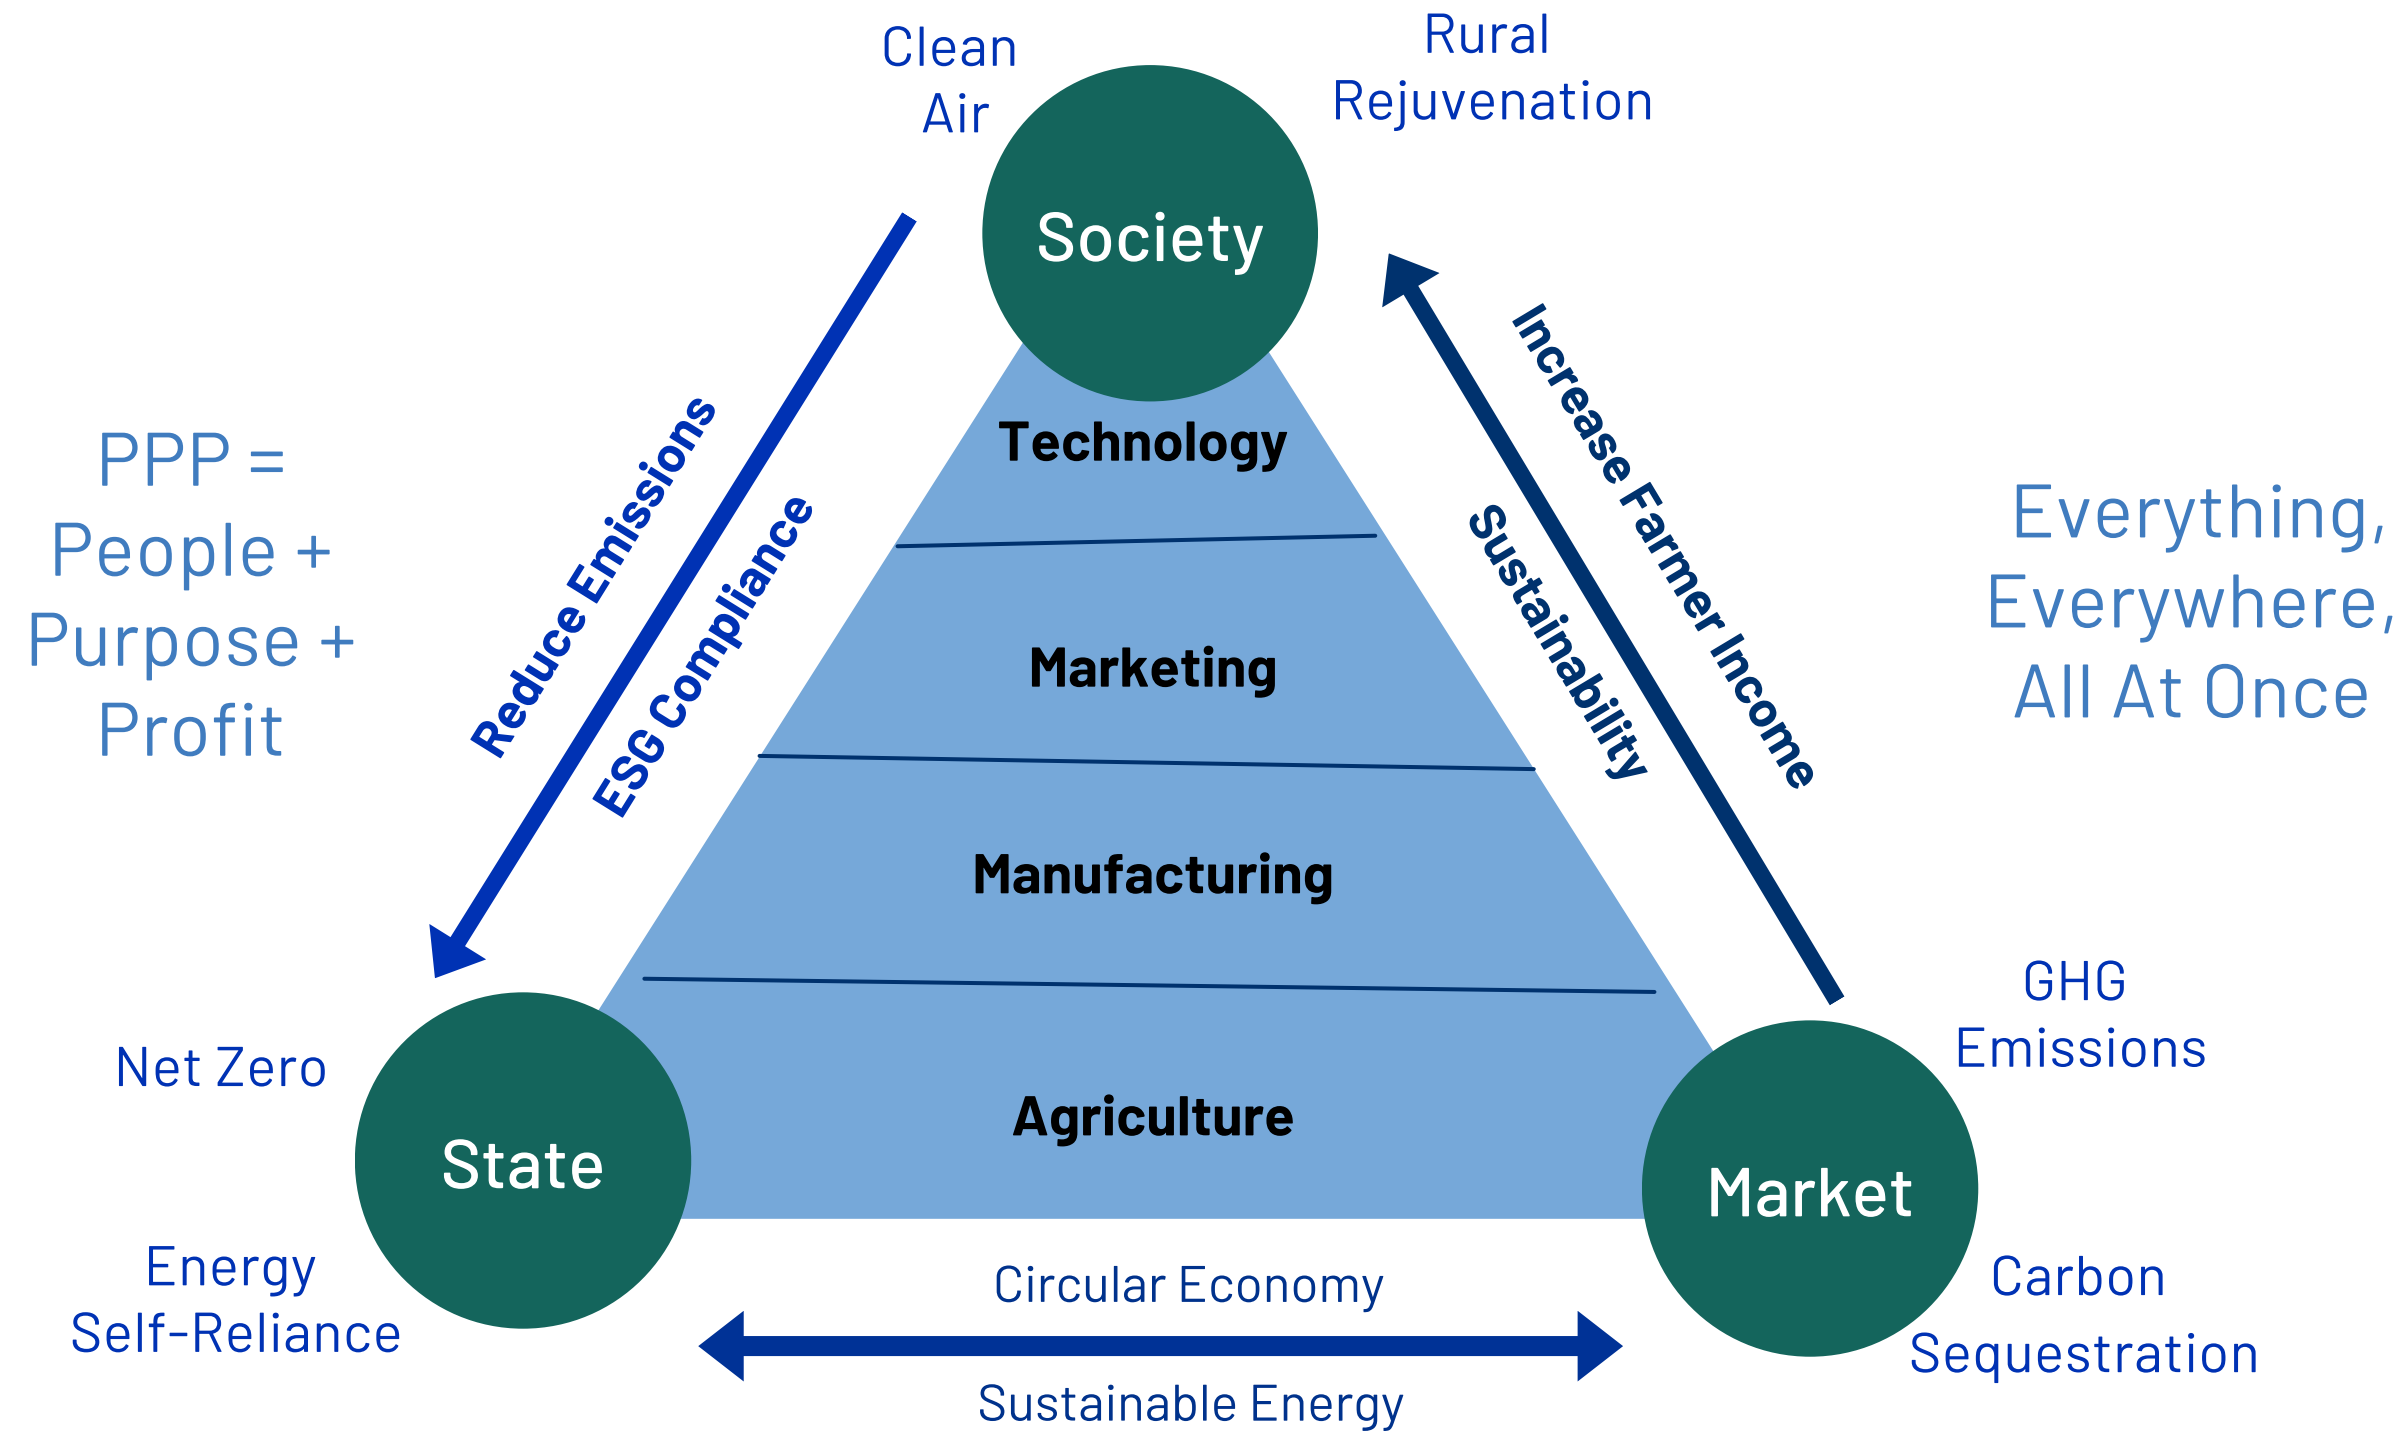 Clean
Air
Rural
Rejuvenation
Society
PPP =
People +
Purpose +
Profit
Reduce Emissions
ESG Compliance
Technology
Marketing
Manufacturing
Agriculture
Increase Farmer Income
Sustainability
Everything,
Everywhere,
All At Once
Net Zero
State
Energy
Self-Reliance
GHG
Emissions
Market
Carbon
Sequestration
Circular Economy
Sustainable Energy